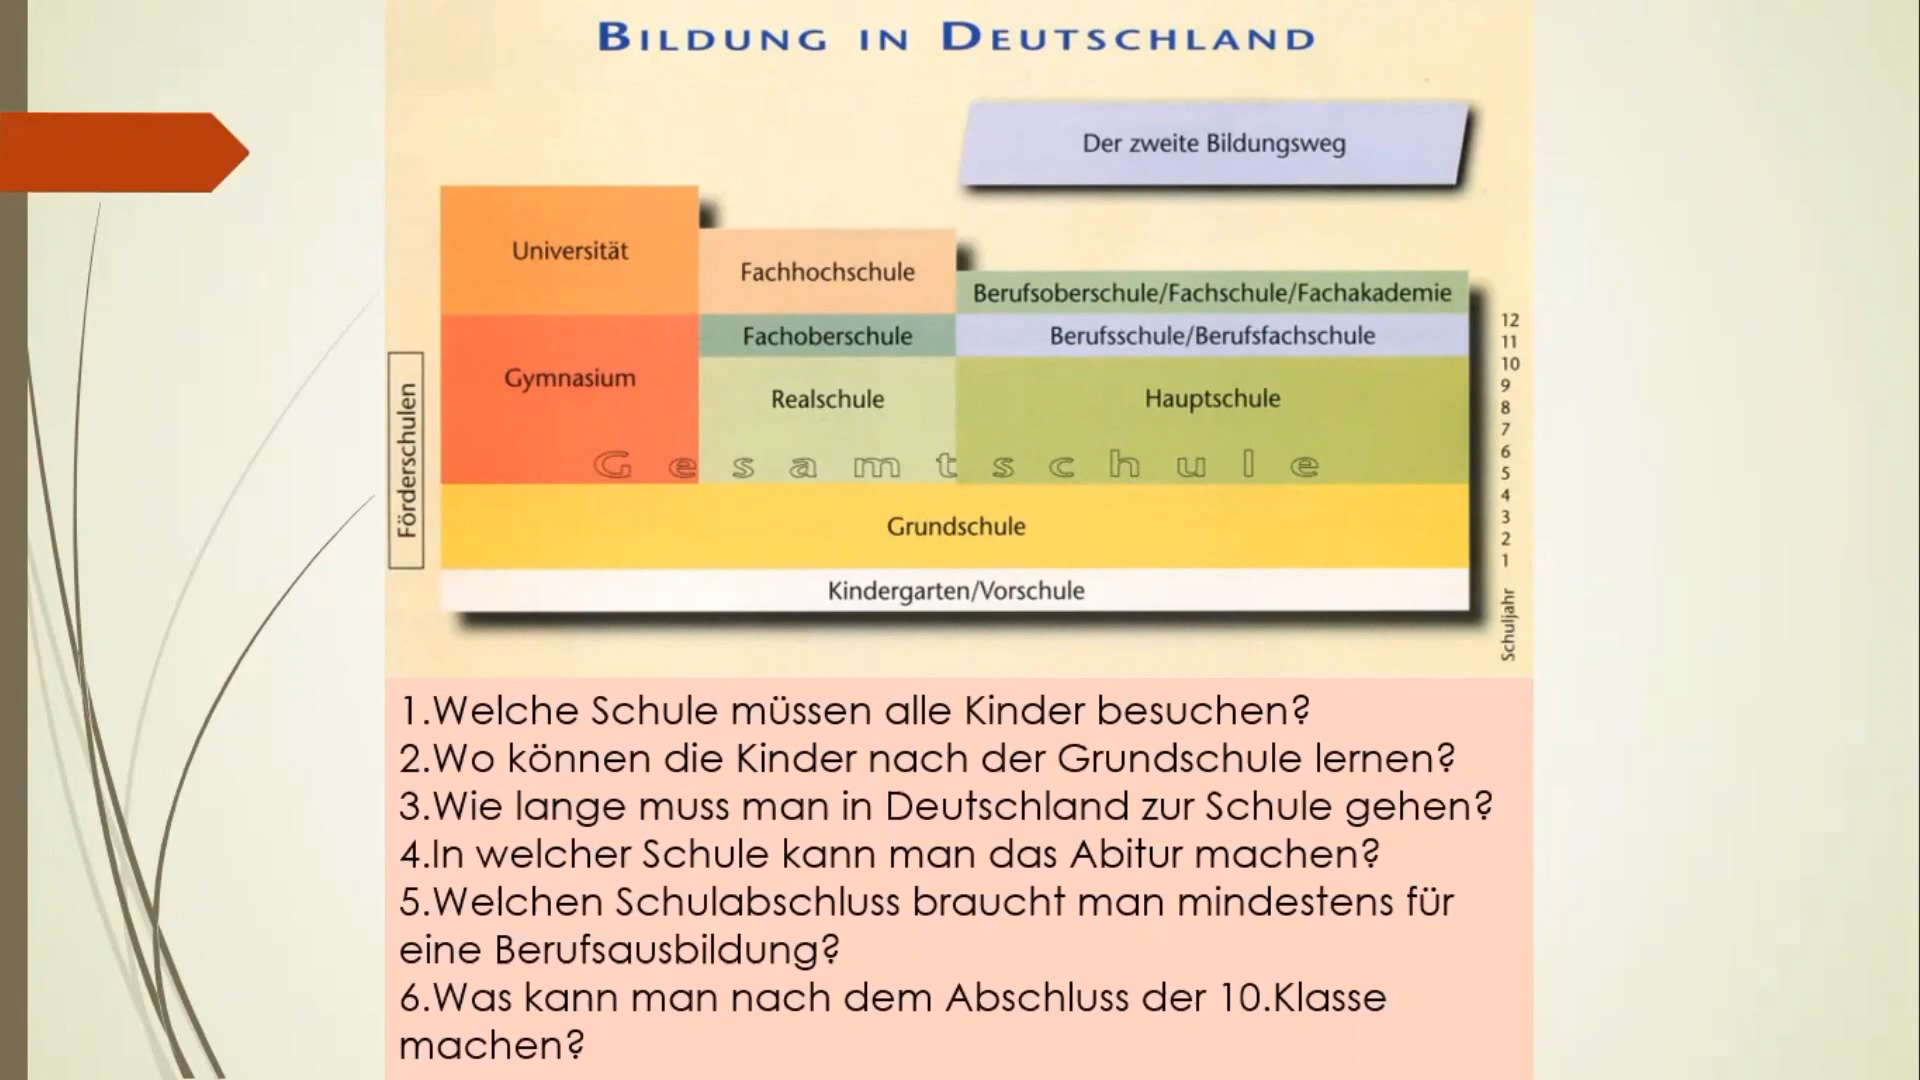 BILDUNG IN DEUTSCHLAND
Der zweite Bildungsweg
Universität
Fachhochschule
Berufsoberschule/Fachschule/Fachakademie
Fachoberschule
Berufsschule/Berufsfachschule
Gymnasium
Realschule
Hauptschule
Gesamtschule
Grundschule
Kindergarten/Vorschule
Förderschulen
12
11
10
9
8
7
6
5
4
3
2
1
Schuljahr
1.Welche Schule müssen alle Kinder besuchen?
2.Wo können die Kinder nach der Grundschule lernen?
3.Wie lange muss man in Deutschland zur Schule gehen?
4.In welcher Schule kann man das Abitur machen?
5.Welchen Schulabschluss braucht man mindestens für
eine Berufsausbildung?
6.Was kann man nach dem Abschluss der 10.Klasse
machen?